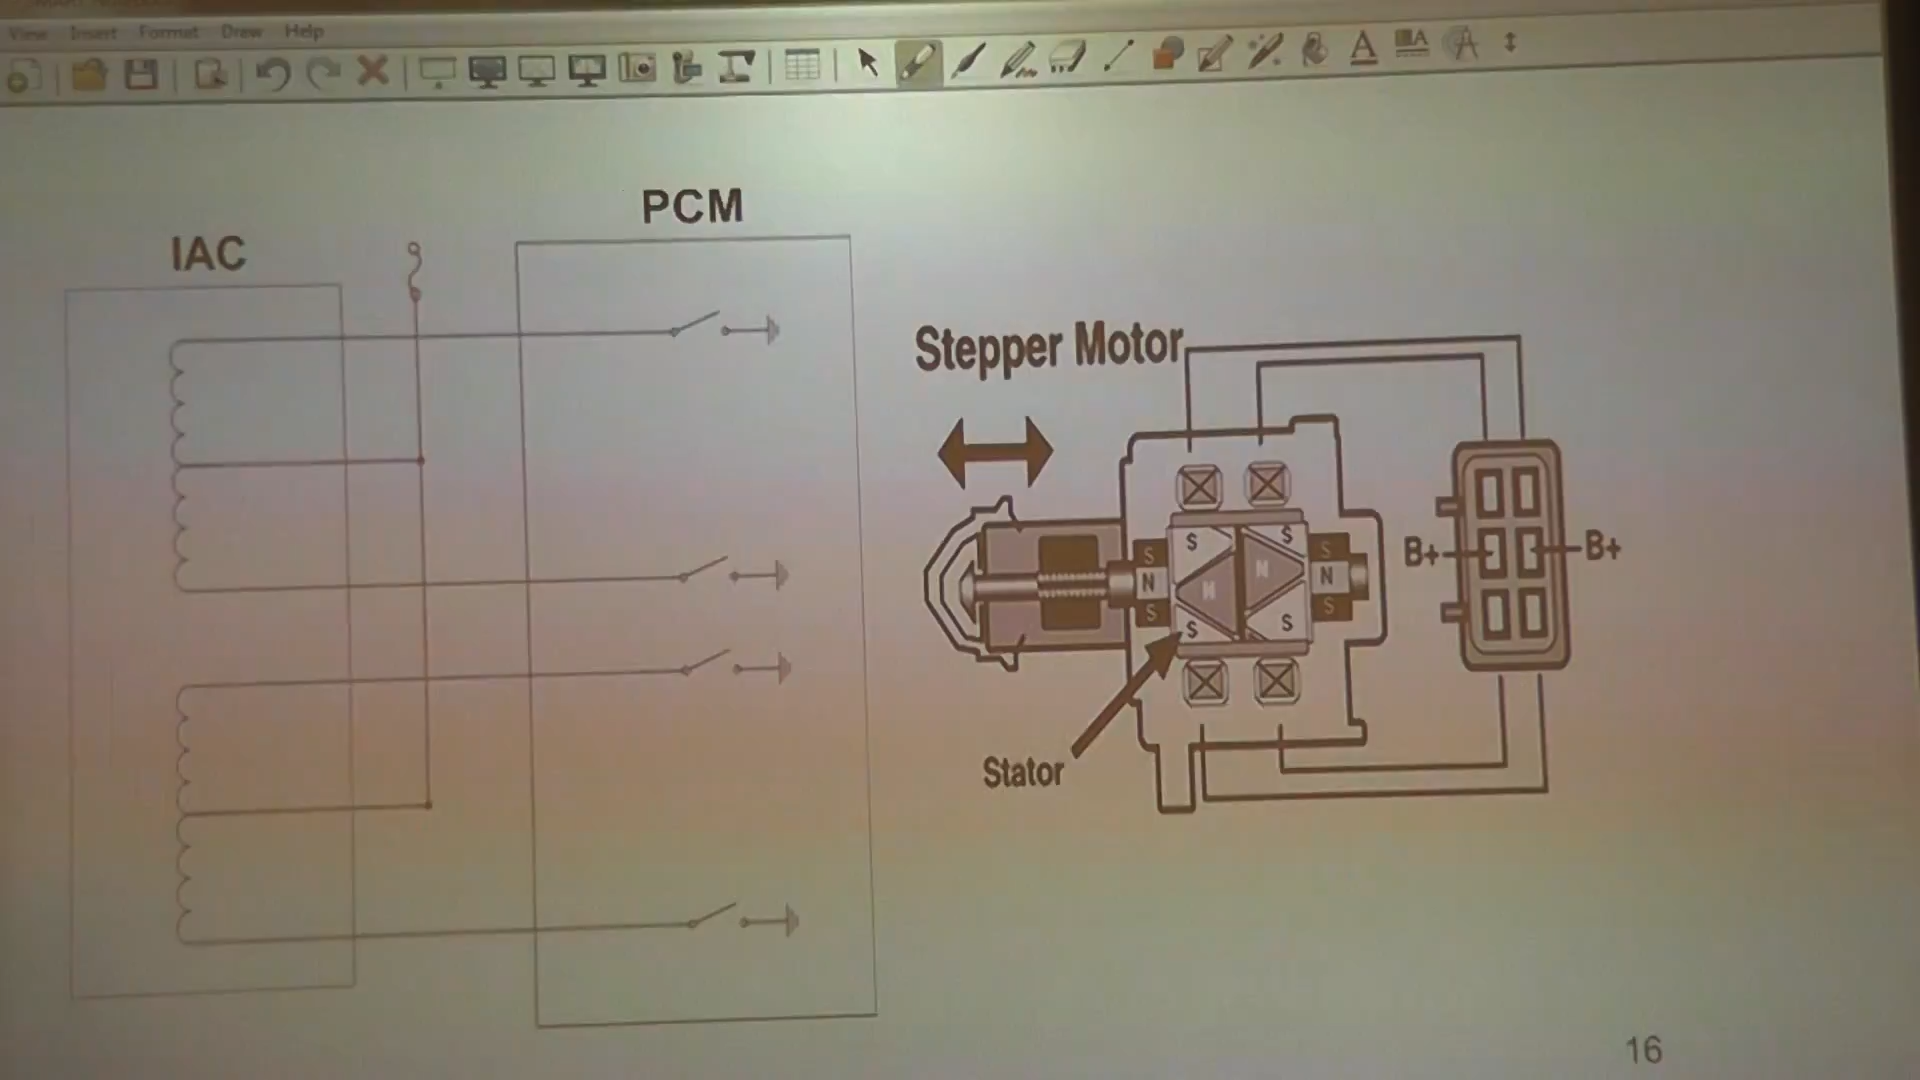 View Insert Format Draw Help
PCM
IAC
Stepper Motor
S
S
S
N
S
N
N
S
N
S
S
S
B+
B+
Stator
16